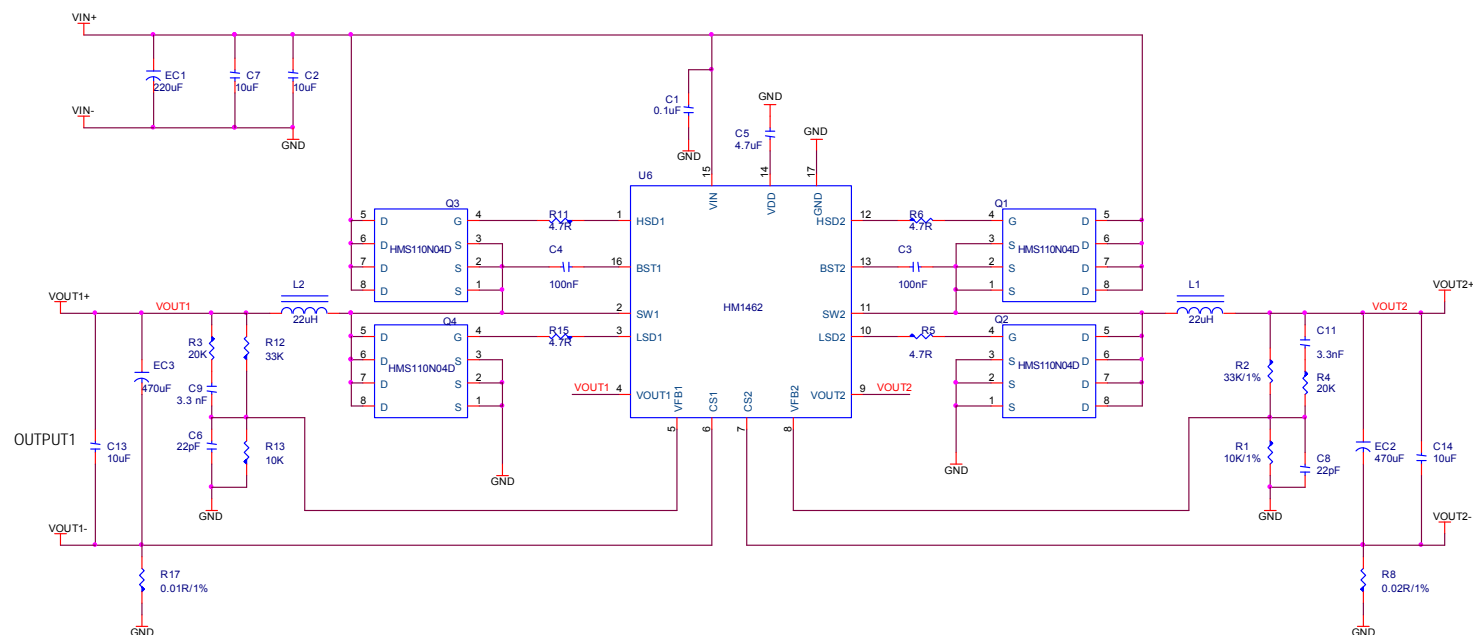 VIN+
EC1
220uF
C7
10uF
C2
10uF
VIN-
GND
C1
0.1uF
GND
GND
C5
4.7uF
GND
U6
15
14
17
VIN
VDD
GND
Q3
5 D G 4
6 D S 3
7 D S 2
8 D S 1
HMS110N04D
R11
4.7R
1 HSD1
C4
100nF
16 BST1
2 SW1
3 LSD1
R15
4.7R
VOUT1
4 VOUT1
HM1462
HSD2 12
BST2 13
SW2 11
LSD2 10
VOUT2 9
VOUT2
R6
4.7R
C3
100nF
R5
4.7R
Q1
4 G D 5
3 S D 6
2 S D 7
1 S D 8
HMS110N04D
Q4
5 D G 4
6 D S 3
7 D S 2
8 D S 1
HMS110N04D
GND
Q2
4 G D 5
3 S D 6
2 S D 7
1 S D 8
HMS110N04D
GND
VFB1
CS1
CS2
VFB2
5
6
7
8
VOUT1+
VOUT1
L2
22uH
R3
20K
R12
33K
EC3
470uF
C9
3.3 nF
C6
22pF
R13
10K
OUTPUT1
C13
10uF
GND
VOUT1-
R17
0.01R/1%
GND
L1
22uH
VOUT2
VOUT2+
C11
3.3nF
R2
33K/1%
R4
20K
R1
10K/1%
C8
22pF
EC2
470uF
C14
10uF
GND
VOUT2-
R8
0.02R/1%
GND